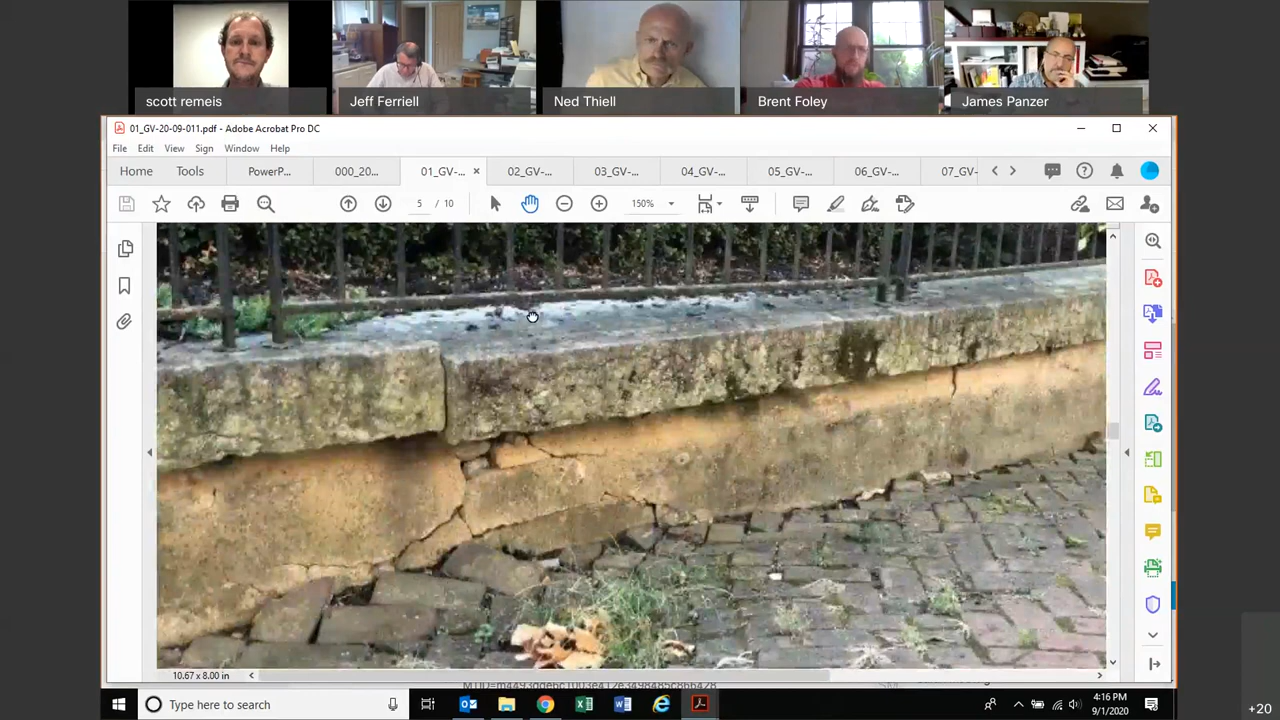 scott remeis
Jeff Ferriell
Ned Thiell
Brent Foley
James Panzer
01_GV-20-09-011.pdf - Adobe Acrobat Pro DC
File Edit View Sign Window Help
Home Tools PowerP... 000_20... 01_GV-... × 02_GV-... 03_GV-... 04_GV-... 05_GV-... 06_GV-... 07_GV-
5 / 10 150%
10.67 x 8.00 in
Type here to search
4:16 PM
9/1/2020
+20